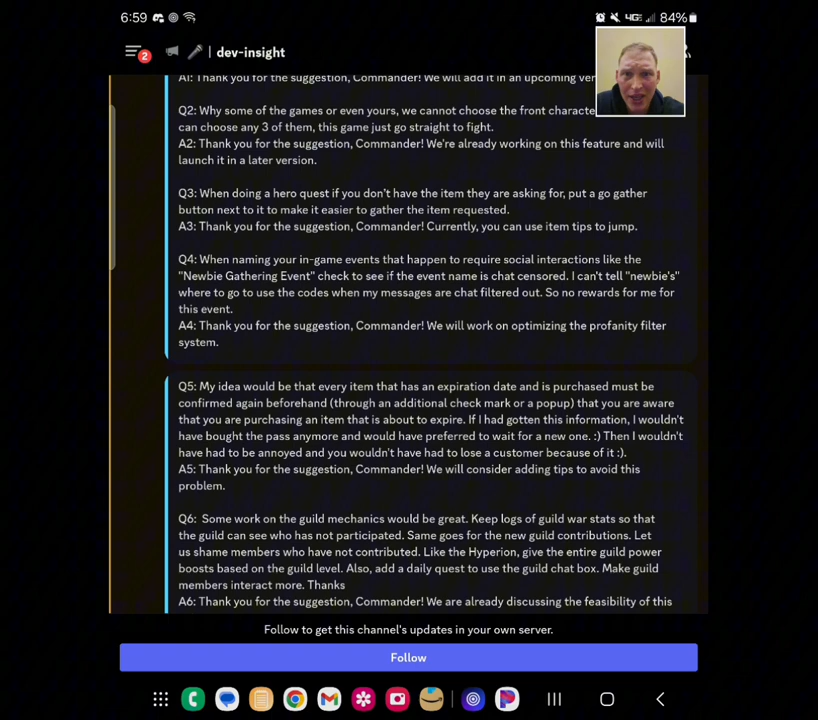 6:59
4G 84%
2
| dev-insight
A1: Thank you for the suggestion, Commander! We will add it in an upcoming
Q2: Why some of the games or even yours, we cannot choose the front
can choose any 3 of them, this game just go straight to fight.
A2: Thank you for the suggestion, Commander! We're already working on this feature and will
launch it in a later version.
Q3: When doing a hero quest if you don't have the item they are asking for, put a go gather
button next to it to make it easier to gather the item requested.
A3: Thank you for the suggestion, Commander! Currently, you can use item tips to jump.
Q4: When naming your in-game events that happen to require social interactions like the
"Newbie Gathering Event" check to see if the event name is chat censored. I can't tell "newbie's"
where to go to use the codes when my messages are chat filtered out. So no rewards for me for
this event.
A4: Thank you for the suggestion, Commander! We will work on optimizing the profanity filter
system.
Q5: My idea would be that every item that has an expiration date and is purchased must be
confirmed again beforehand (through an additional check mark or a popup) that you are aware
that you are purchasing an item that is about to expire. If I had gotten this information, I wouldn't
have bought the pass anymore and would have preferred to wait for a new one. :) Then I wouldn't
have had to be annoyed and you wouldn't have had to lose a customer because of it :).
A5: Thank you for the suggestion, Commander! We will consider adding tips to avoid this
problem.
Q6: Some work on the guild mechanics would be great. Keep logs of guild war stats so that
the guild can see who has not participated. Same goes for the new guild contributions. Let
us shame members who have not contributed. Like the Hyperion, give the entire guild power
boosts based on the guild level. Also, add a daily quest to use the guild chat box. Make guild
members interact more. Thanks
A6: Thank you for the suggestion, Commander! We are already discussing the feasibility of this
Follow to get this channel's updates in your own server.
Follow